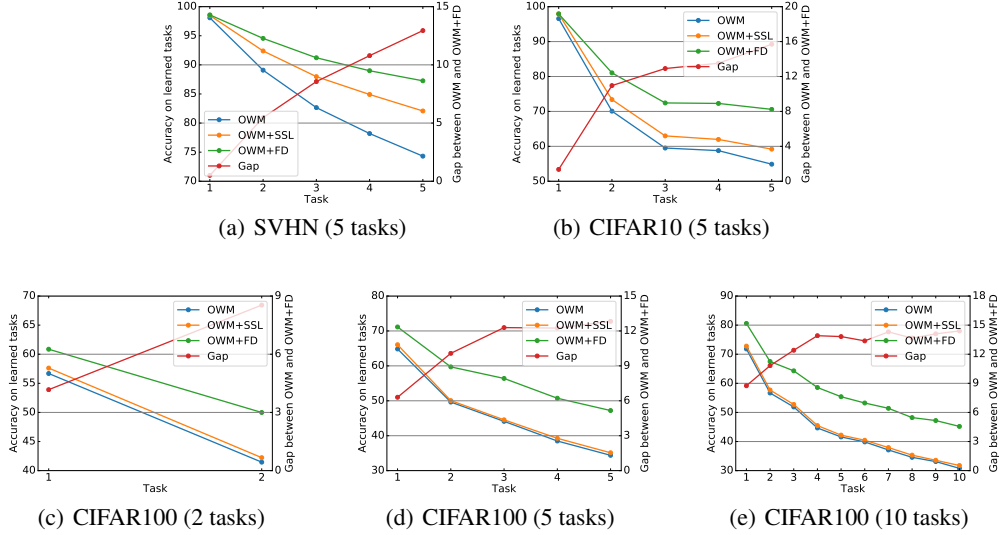 100
95
90
85
80
75
70
15
10
5
0
1
2
3
4
5
Accuracy on learned tasks
Task
Gap between OWM and OWM+FD
OWM
OWM+SSL
OWM+FD
Gap
(a) SVHN (5 tasks)
100
90
80
70
60
50
20
16
12
8
4
0
1
2
3
4
5
Accuracy on learned tasks
Task
Gap between OWM and OWM+FD
OWM
OWM+SSL
OWM+FD
Gap
(b) CIFAR10 (5 tasks)
70
65
60
55
50
45
40
9
6
3
0
1
2
Accuracy on learned tasks
Task
Gap between OWM and OWM+FD
OWM
OWM+SSL
OWM+FD
Gap
(c) CIFAR100 (2 tasks)
80
70
60
50
40
30
15
12
9
6
3
0
1
2
3
4
5
Accuracy on learned tasks
Task
Gap between OWM and OWM+FD
OWM
OWM+SSL
OWM+FD
Gap
(d) CIFAR100 (5 tasks)
90
80
70
60
50
40
30
18
15
12
9
6
3
0
1
2
3
4
5
6
7
8
9
10
Accuracy on learned tasks
Task
Gap between OWM and OWM+FD
OWM
OWM+SSL
OWM+FD
Gap
(e) CIFAR100 (10 tasks)